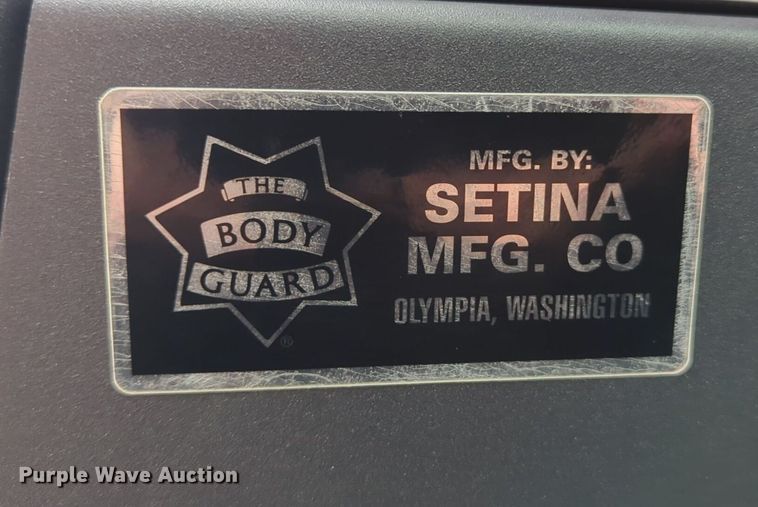 THE
BODY
GUARD
®
MFG. BY:
SETINA
MFG. CO
OLYMPIA, WASHINGTON
Purple Wave Auction